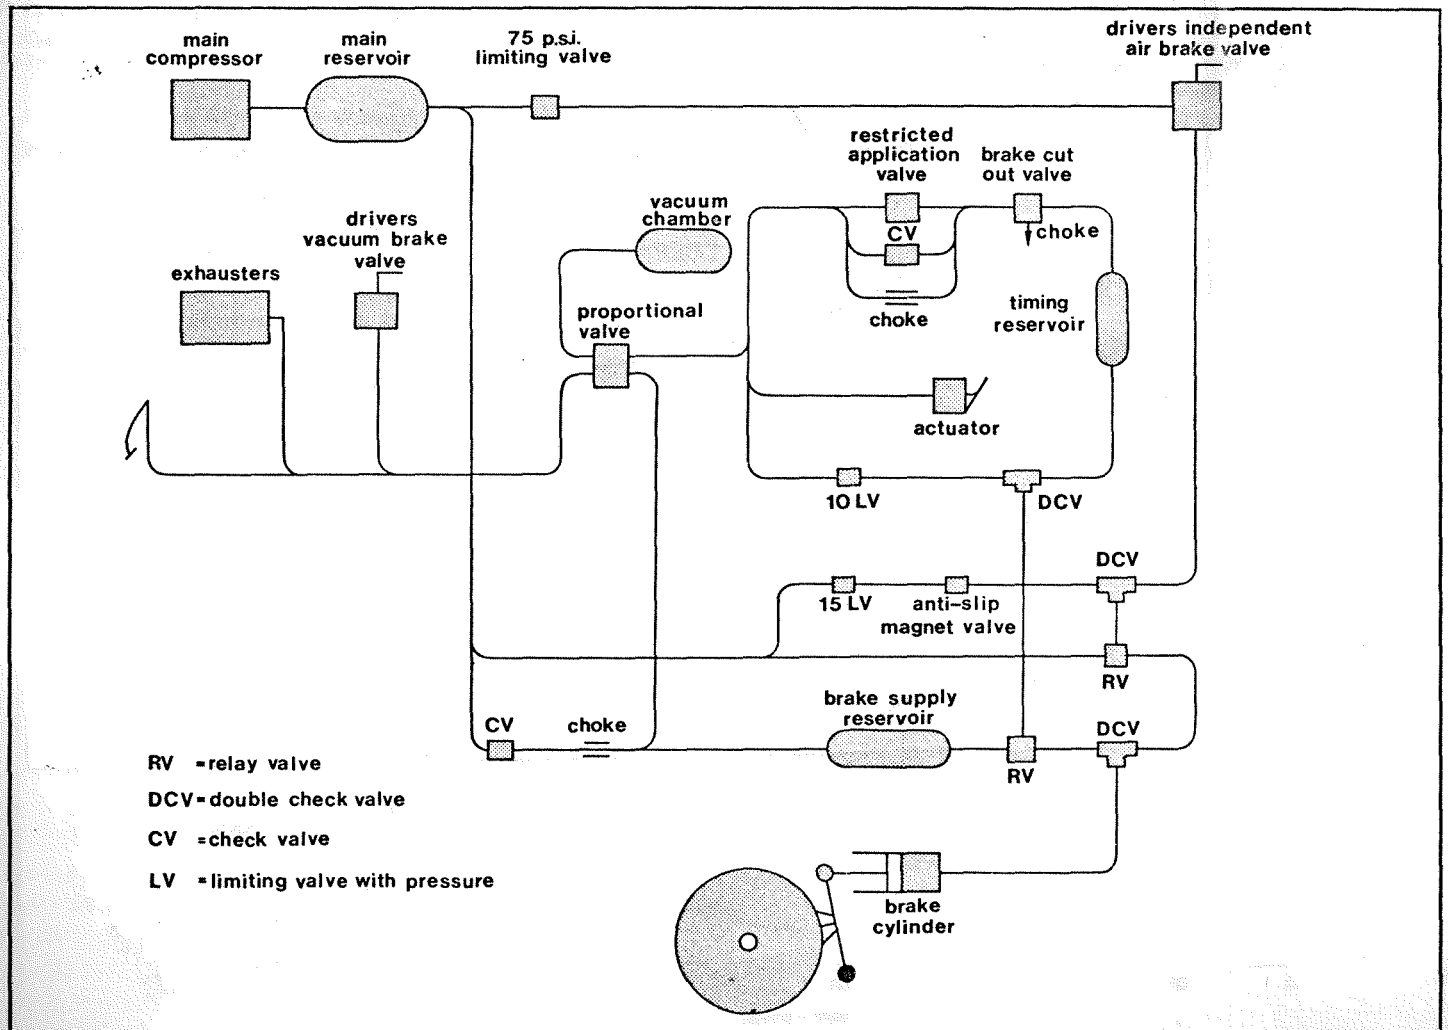 main
compressor
main
reservoir
75 p.s.i.
limiting valve
drivers independent
air brake valve
restricted
application
valve
brake cut
out valve
CV
choke
choke
vacuum
chamber
drivers
vacuum brake
valve
exhausters
proportional
valve
timing
reservoir
actuator
10 LV
DCV
DCV
15 LV
anti-slip
magnet valve
RV
brake supply
reservoir
CV
choke
DCV
RV
RV =relay valve
DCV=double check valve
CV =check valve
LV =limiting valve with pressure
brake
cylinder